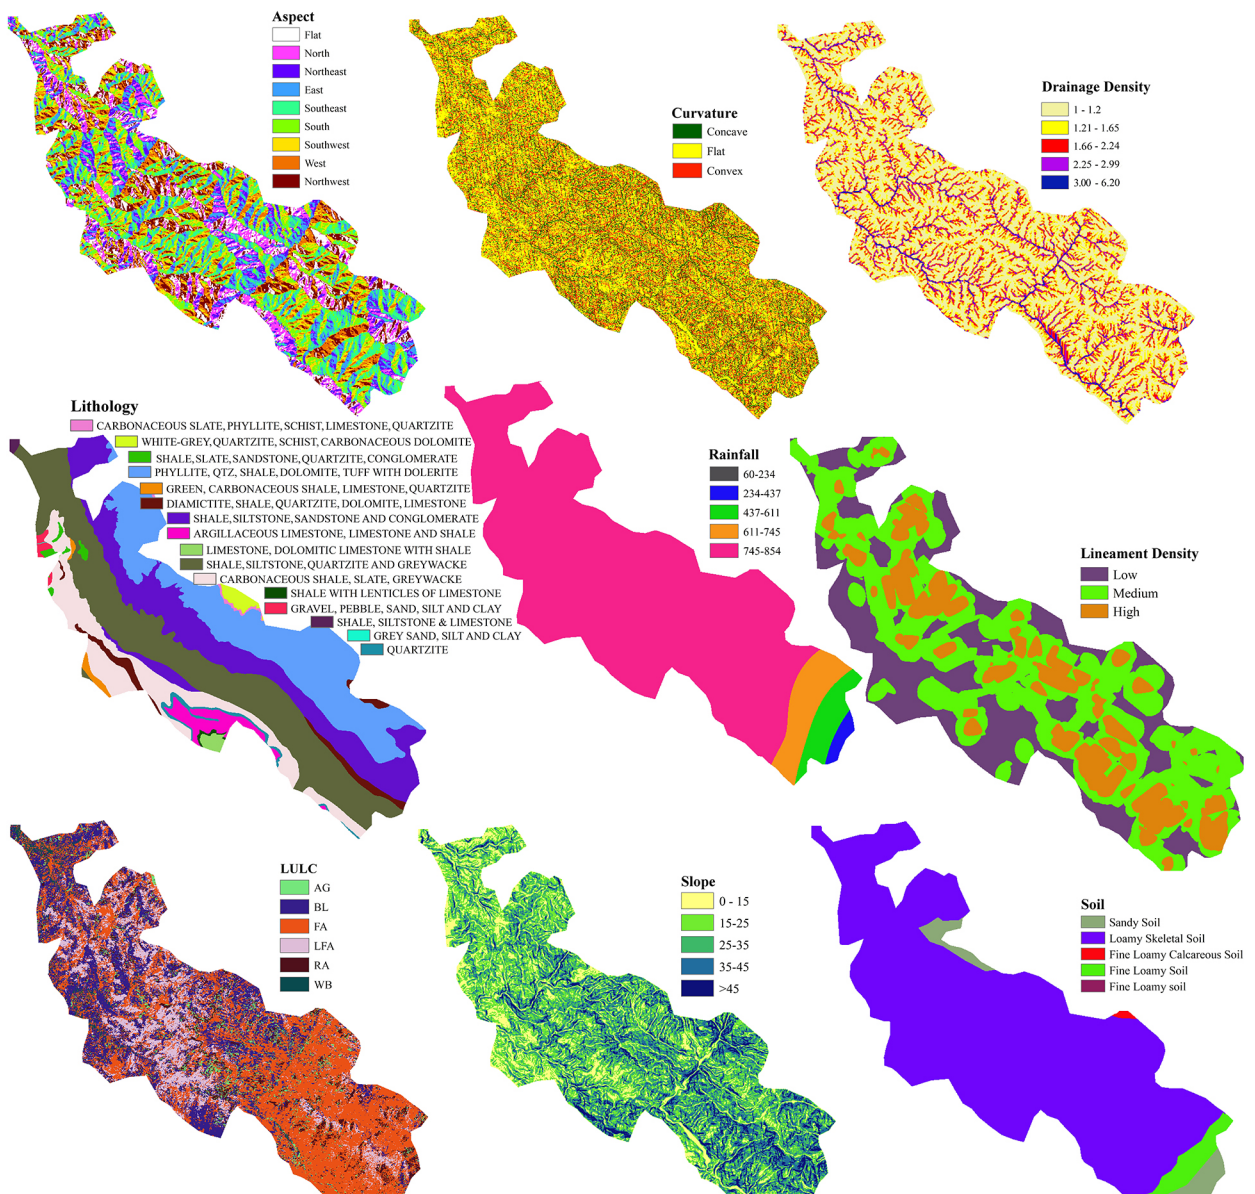 Aspect
Flat
North
Northeast
East
Southeast
South
Southwest
West
Northwest
Curvature
Concave
Flat
Convex
Drainage Density
1 - 1.2
1.21 - 1.65
1.66 - 2.24
2.25 - 2.99
3.00 - 6.20
Lithology
CARBONACEOUS SLATE, PHYLLITE, SCHIST, LIMESTONE, QUARTZITE
WHITE-GREY, QUARTZITE, SCHIST, CARBONACEOUS DOLOMITE
SHALE, SLATE, SANDSTONE, QUARTZITE, CONGLOMERATE
PHYLLITE, QTZ, SHALE, DOLOMITE, TUFF WITH DOLERITE
GREEN, CARBONACEOUS SHALE, LIMESTONE, QUARTZITE
DIAMICTITE, SHALE, QUARTZITE, DOLOMITE, LIMESTONE
SHALE, SILTSTONE, SANDSTONE AND CONGLOMERATE
ARGILLACEOUS LIMESTONE, LIMESTONE AND SHALE
LIMESTONE, DOLOMITIC LIMESTONE WITH SHALE
SHALE, SILTSTONE, QUARTZITE AND GREYWACKE
CARBONACEOUS SHALE, SLATE, GREYWACKE
SHALE WITH LENTICLES OF LIMESTONE
GRAVEL, PEBBLE, SAND, SILT AND CLAY
SHALE, SILTSTONE & LIMESTONE
GREY SAND, SILT AND CLAY
QUARTZITE
Rainfall
60-234
234-437
437-611
611-745
745-854
Lineament Density
Low
Medium
High
LULC
AG
BL
FA
LFA
RA
WB
Slope
0 - 15
15-25
25-35
35-45
>45
Soil
Sandy Soil
Loamy Skeletal Soil
Fine Loamy Calcareous Soil
Fine Loamy Soil
Fine Loamy soil